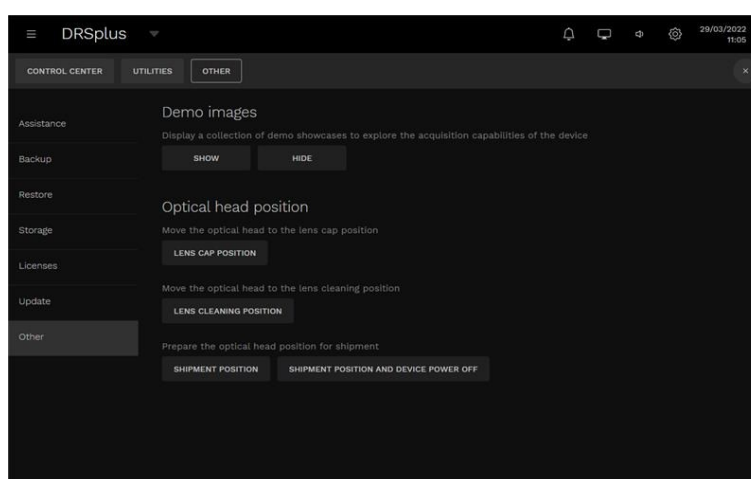 DRSplus
29/03/2022
11:05
CONTROL CENTER UTILITIES OTHER
Assistance
Backup
Restore
Storage
Licenses
Update
Other
Demo images
Display a collection of demo showcases to explore the acquisition capabilities of the device
SHOW HIDE
Optical head position
Move the optical head to the lens cap position
LENS CAP POSITION
Move the optical head to the lens cleaning position
LENS CLEANING POSITION
Prepare the optical head position for shipment
SHIPMENT POSITION SHIPMENT POSITION AND DEVICE POWER OFF